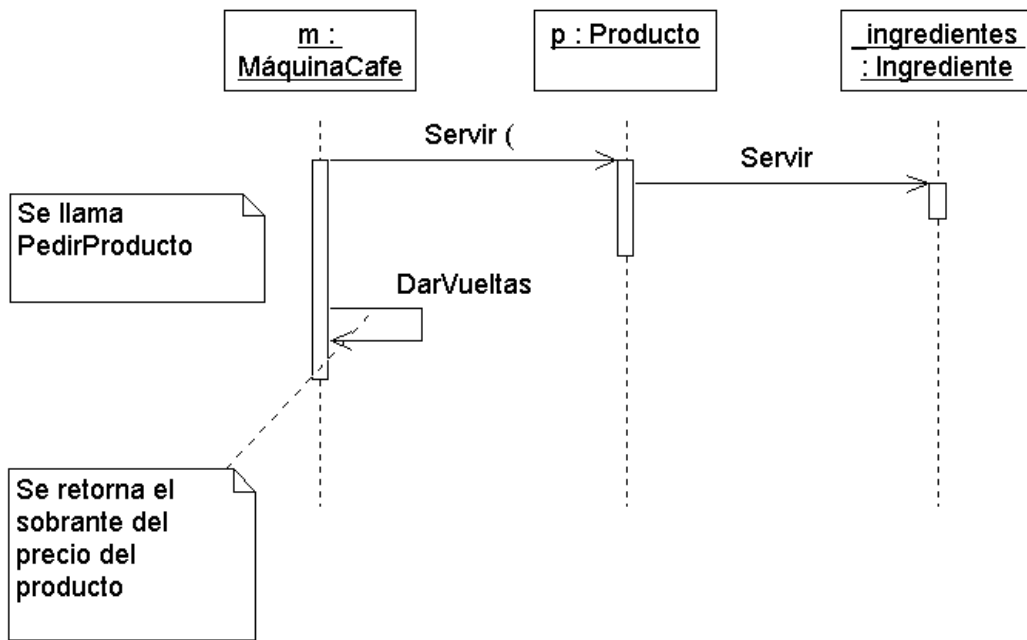 m :
MáquinaCafe
p : Producto
_ingredientes
: Ingrediente
Servir (
Servir
Se llama
PedirProducto
DarVueltas
Se retorna el
sobrante del
precio del
producto